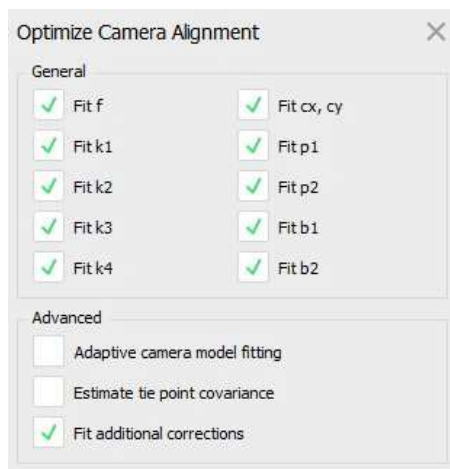 Optimize Camera Alignment
General
Fit f
Fit cx, cy
Fit k1
Fit p1
Fit k2
Fit p2
Fit k3
Fit b1
Fit k4
Fit b2
Advanced
Adaptive camera model fitting
Estimate tie point covariance
Fit additional corrections